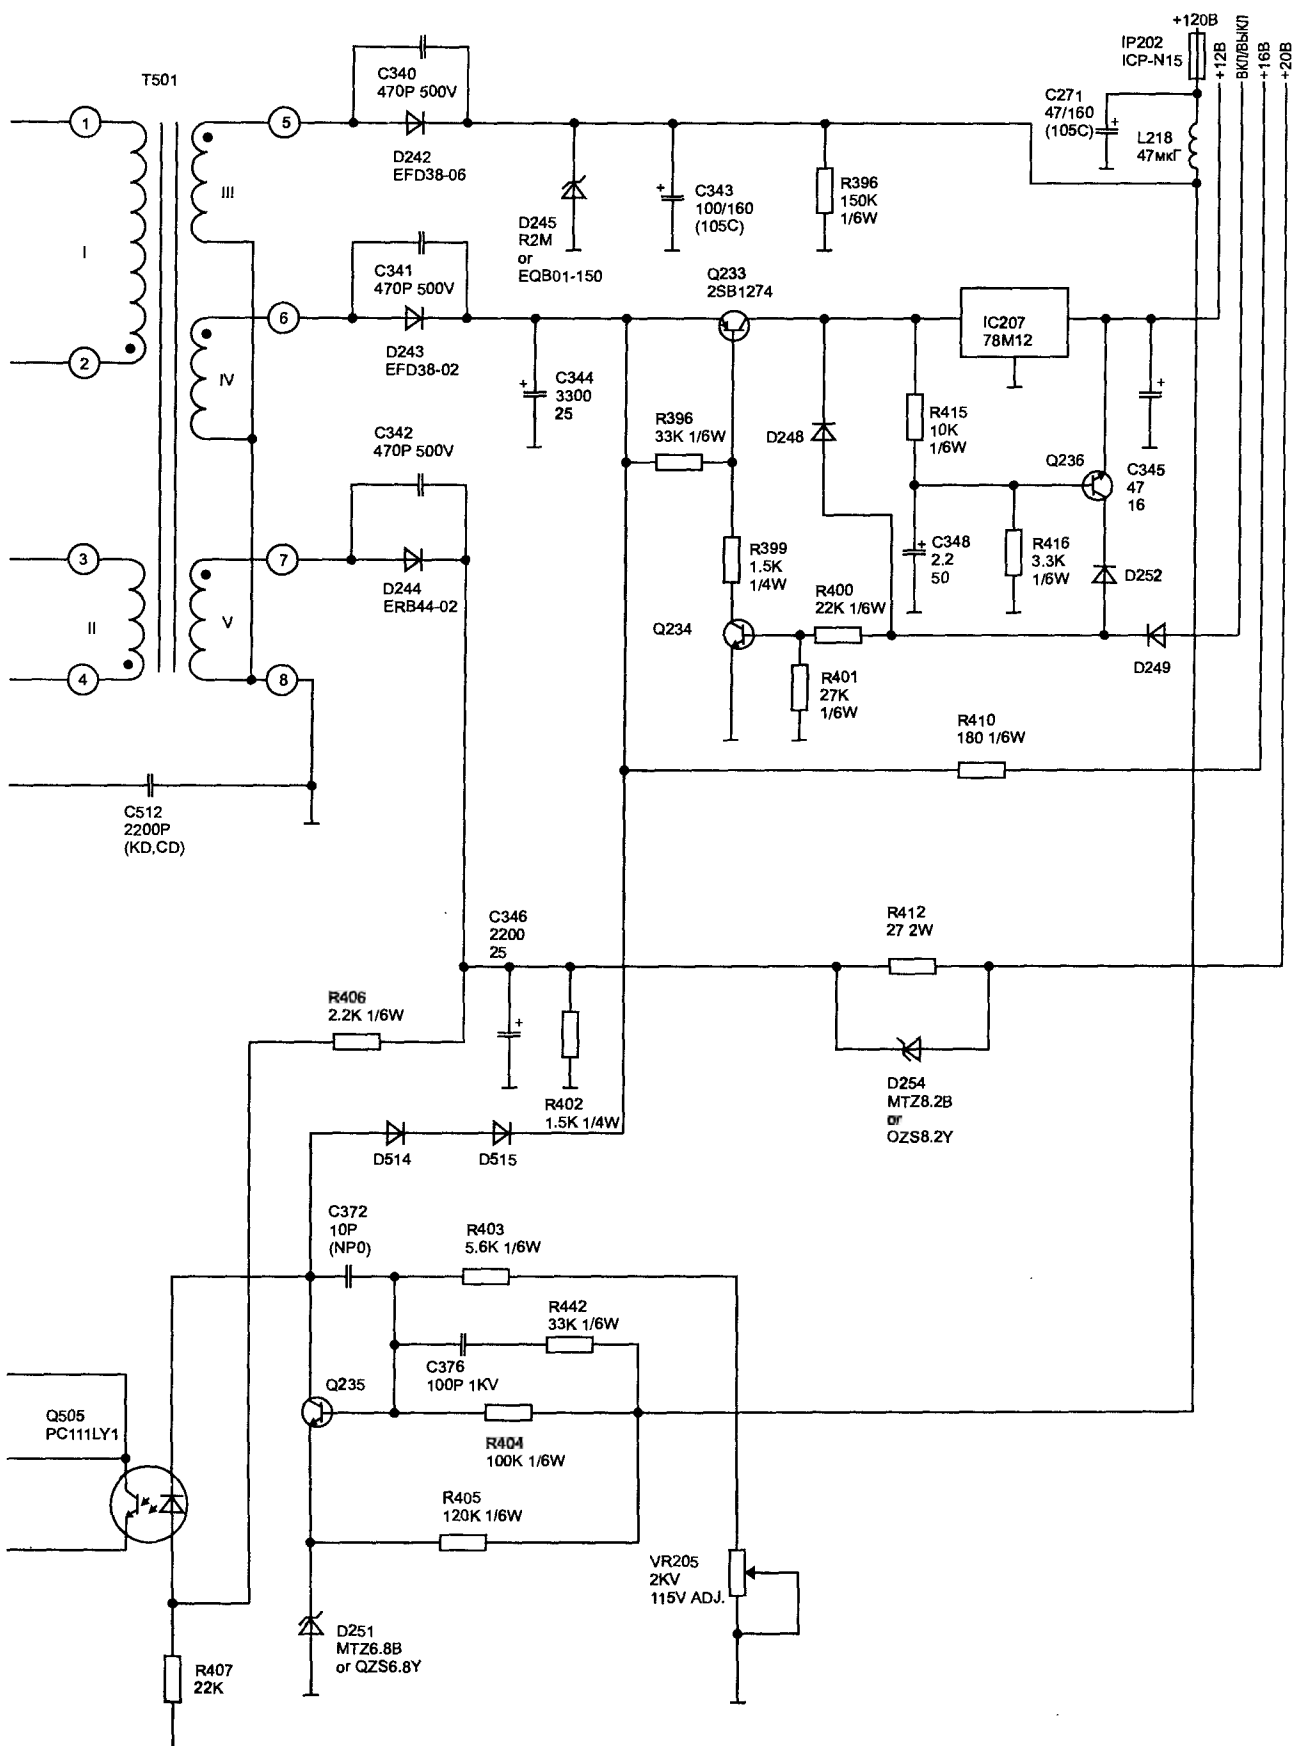 +120В
IP202
ICP-N15
+12В
ВКЛ/ВЫКЛ
+16В
+20В
T501
C340
470P 500V
C271
47/160
(105C)
+
L218
47мкГ
1
5
D242
EFD38-06
III
D245
R2M
or
EQB01-150
+
C343
100/160
(105C)
R396
150K
1/6W
I
C341
470P 500V
Q233
2SB1274
6
IC207
78M12
2
D243
EFD38-02
IV
+
C344
3300
25
+
R396
33K 1/6W
D248
R415
10K
1/6W
C342
470P 500V
Q236
C345
47
16
3
7
D244
ERB44-02
R399
1.5K
1/4W
+
C348
2.2
50
R416
3.3K
1/6W
D252
R400
22K 1/6W
II
V
Q234
D249
4
8
R401
27K
1/6W
R410
180 1/6W
C512
2200P
(KD,CD)
C346
2200
25
R412
27 2W
R406
2.2K 1/6W
+
D254
MTZ8.2B
or
OZS8.2Y
R402
1.5K 1/4W
D514
D515
C372
10P
(NP0)
R403
5.6K 1/6W
R442
33K 1/6W
C376
100P 1KV
Q235
Q505
PC111LY1
R404
100K 1/6W
R405
120K 1/6W
VR205
2KV
115V ADJ.
D251
MTZ6.8B
or QZS6.8Y
R407
22K